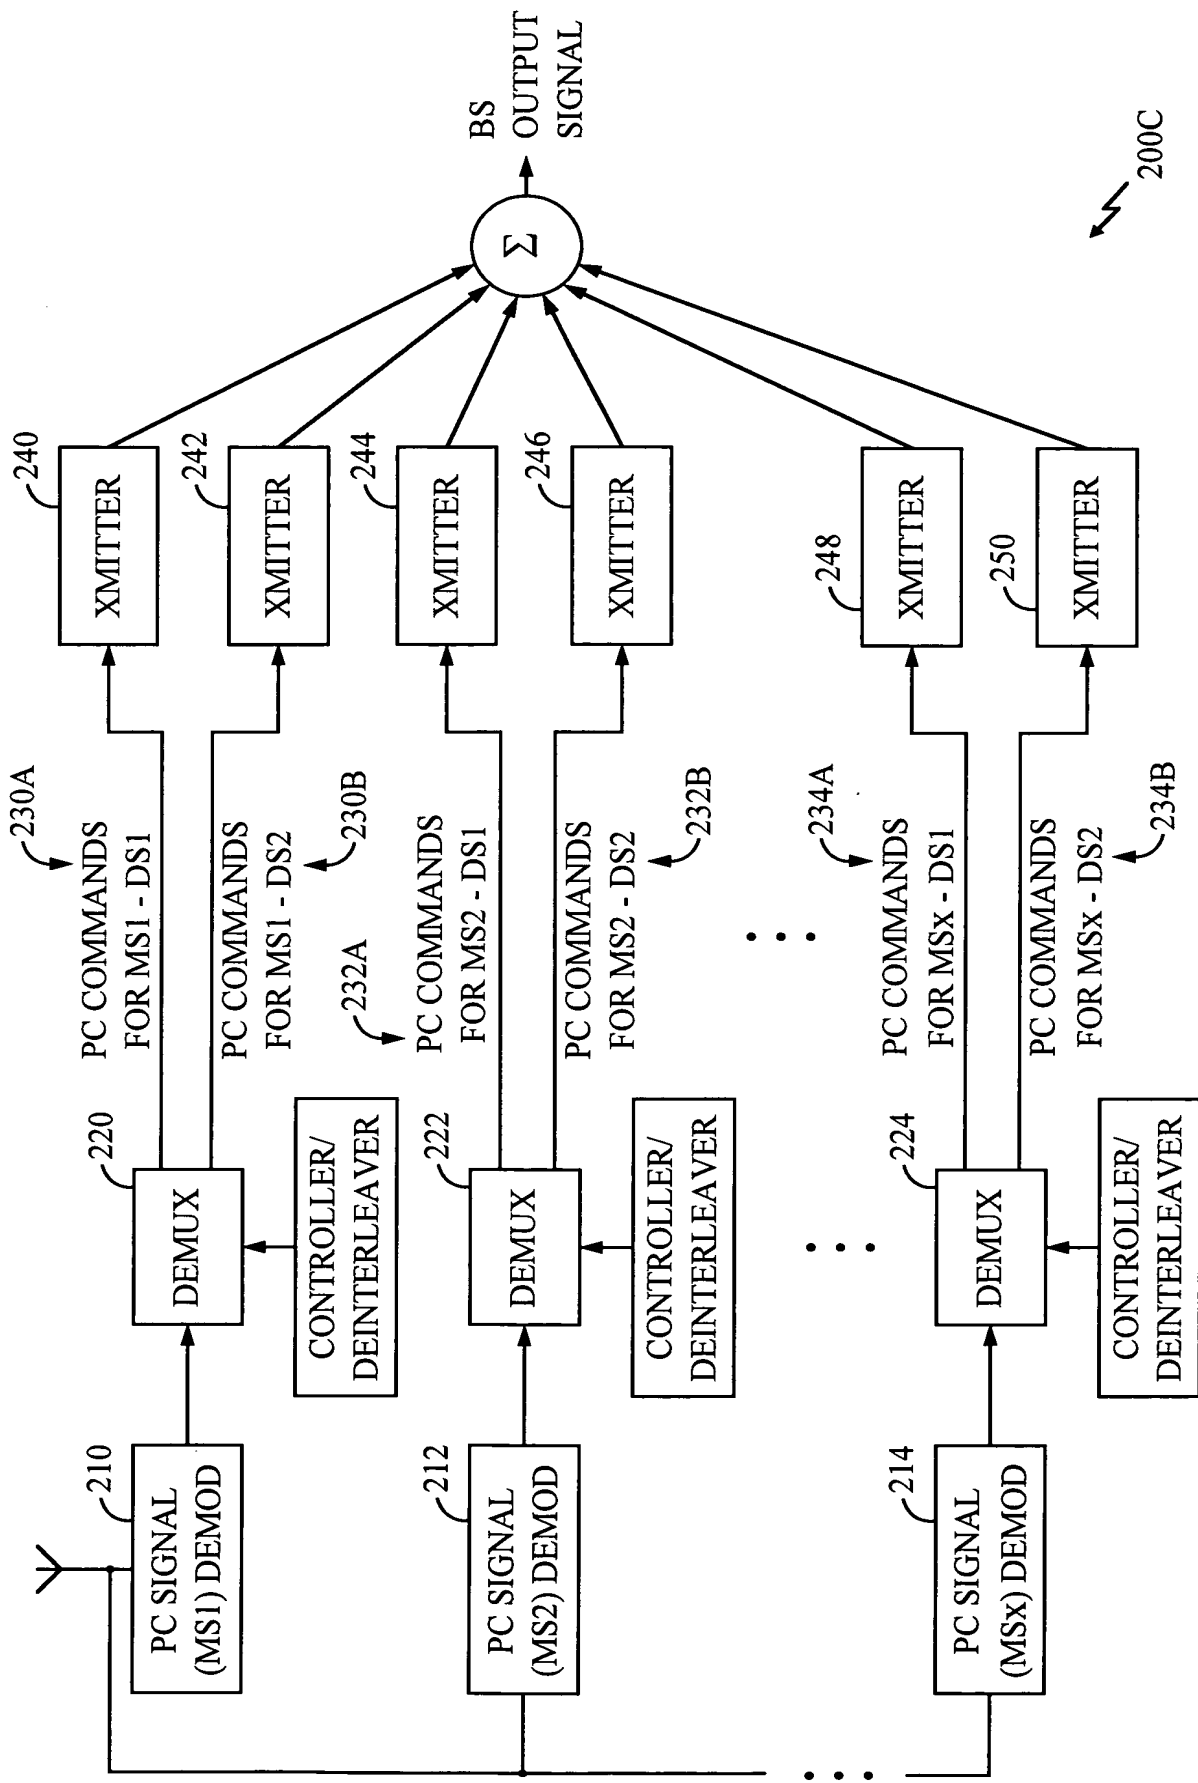 210
PC SIGNAL
(MS1) DEMOD
220
DEMUX
CONTROLLER/
DEINTERLEAVER
230A
PC COMMANDS
FOR MS1 - DS1
PC COMMANDS
FOR MS1 - DS2
230B
240
XMITTER
242
XMITTER
212
PC SIGNAL
(MS2) DEMOD
222
DEMUX
CONTROLLER/
DEINTERLEAVER
232A
PC COMMANDS
FOR MS2 - DS1
PC COMMANDS
FOR MS2 - DS2
232B
244
XMITTER
246
XMITTER
214
PC SIGNAL
(MSx) DEMOD
224
DEMUX
CONTROLLER/
DEINTERLEAVER
234A
PC COMMANDS
FOR MSx - DS1
PC COMMANDS
FOR MSx - DS2
234B
248
XMITTER
250
XMITTER
Σ
BS
OUTPUT
SIGNAL
200C